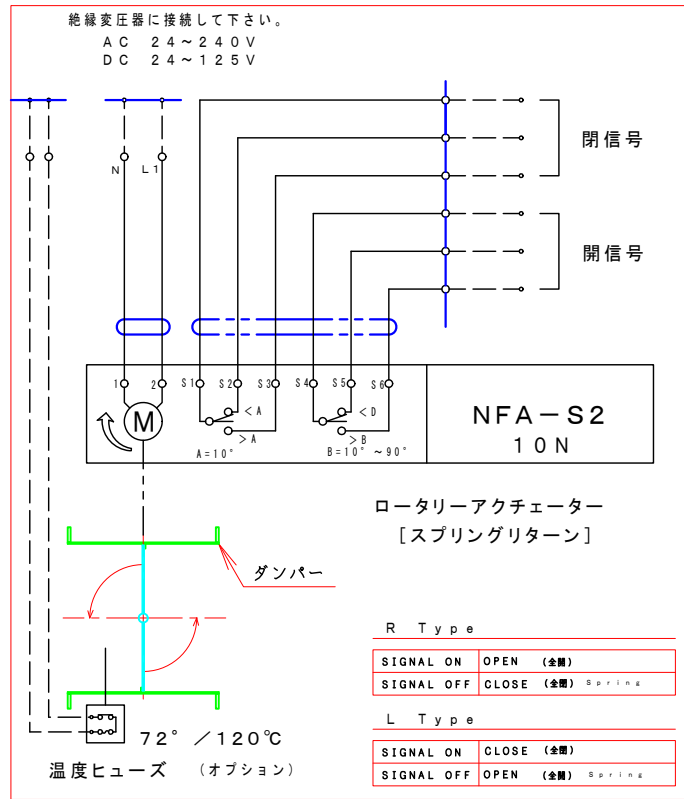 絶縁変圧器に接続して下さい。
AC 24~240V
DC 24~125V
閉信号
N L1
開信号
1 2 S1 S2 S3 S4 S5 S6
M
<A
>A
A=10°
<D
>B
B=10° ~90°
NFA-S2
10N
ロータリーアクチェーター
[スプリングリターン]
ダンパー
R Type
SIGNAL ON OPEN (全開)
SIGNAL OFF CLOSE (全閉) Spring
L Type
SIGNAL ON CLOSE (全閉)
SIGNAL OFF OPEN (全開) Spring
72° /120℃
温度ヒューズ (オプション)